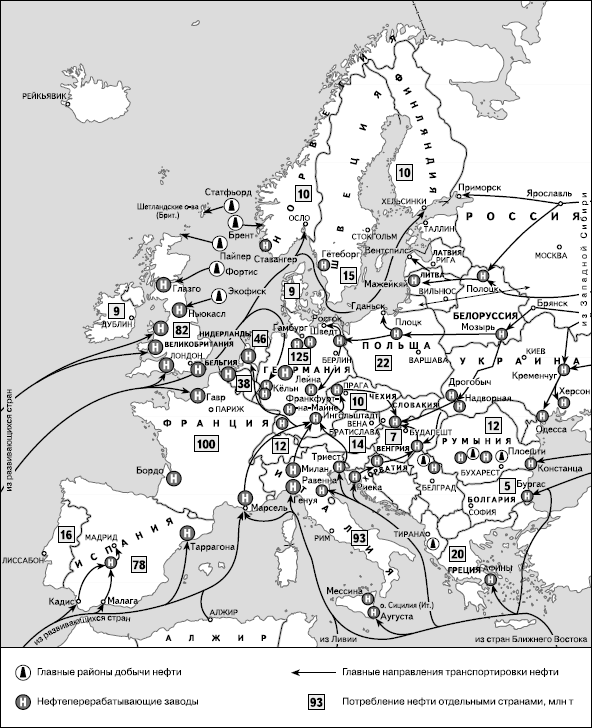 РЕЙКЬЯВИК
НОРВЕГИЯ
ШВЕЦИЯ
ФИНЛЯНДИЯ
10
10
Статфьорд
Шетландские о-ва
(Брит.)
Брент
ОСЛО
ХЕЛЬСИНКИ
Приморск
Ярославль
РОССИЯ
из Западной Сибири
СТОКГОЛЬМ
ТАЛЛИН
МОСКВА
Пайпер
Ставангер
Фортис
Гётеборг
15
Вентспилс
ЛАТВИЯ
РИГА
Глазго
Экофиск
9
Мажейкяй
ЛИТВА
Полоцк
ВИЛЬНЮС
9
ДУБЛИН
Ньюкасл
Гданьск
Брянск
82
ВЕЛИКОБРИТАНИЯ
НИДЕРЛАНДЫ
46
Гамбург
Росток
Шведт
Плоцк
БЕЛОРУССИЯ
Мозырь
125
ЛОНДОН
БЕЛЬГИЯ
ГЕРМАНИЯ
БЕРЛИН
ПОЛЬША
ВАРШАВА
22
УКРАИНА
КИЕВ
Кременчуг
38
Кёльн
Лейна
ПРАГА
ЧЕХИЯ
10
Дрогобыч
Надворная
Херсон
Гавр
ПАРИЖ
Франкфурт-
на-Майне
Ингольштадт
СЛОВАКИЯ
ВЕНА
БРАТИСЛАВА
БУДАПЕШТ
Одесса
ФРАНЦИЯ
100
12
14
7
ВЕНГРИЯ
12
РУМЫНИЯ
Плоешти
Триест
ХОРВАТИЯ
Милан
Равенна
Риека
БУХАРЕСТ
Констанца
Бордо
Генуя
БЕЛГРАД
5
Бургас
БОЛГАРИЯ
СОФИЯ
Марсель
ИТАЛИЯ
РИМ
93
ТИРАНА
16
МАДРИД
ИСПАНИЯ
78
Таррагона
ЛИССАБОН
20
ГРЕЦИЯ
АФИНЫ
Кадис
Малага
Мессина
о. Сицилия (Ит.)
Аугуста
АЛЖИР
из развивающихся стран
из развивающихся стран
АЛЖИР
из Ливии
из стран Ближнего Востока
Главные районы добычи нефти
Главные направления транспортировки нефти
Н Нефтеперерабатывающие заводы
93 Потребление нефти отдельными странами, млн т